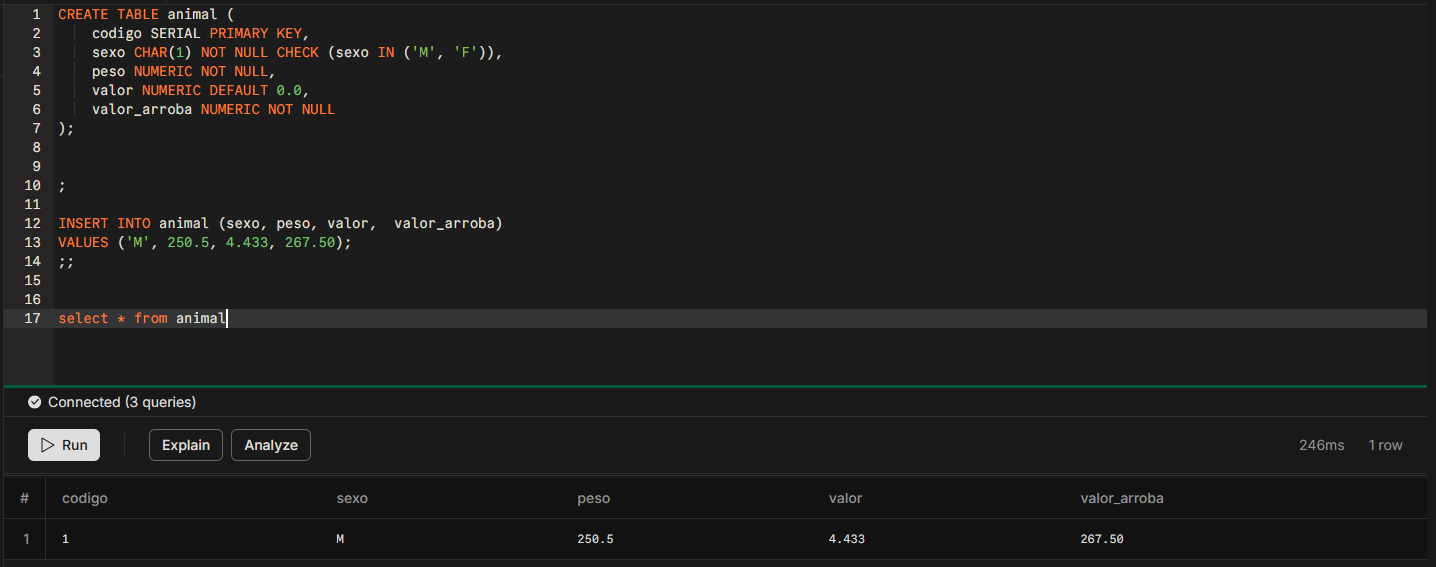 1 CREATE TABLE animal (
2 codigo SERIAL PRIMARY KEY,
3 sexo CHAR(1) NOT NULL CHECK (sexo IN ('M', 'F')),
4 peso NUMERIC NOT NULL,
5 valor NUMERIC DEFAULT 0.0,
6 valor_arroba NUMERIC NOT NULL
7 );
8
9
10 ;
11
12 INSERT INTO animal (sexo, peso, valor,  valor_arroba)
13 VALUES ('M', 250.5, 4.433, 267.50);
14 ;;
15
16
17 select * from animal
Connected (3 queries)
Run Explain Analyze 246ms 1 row
# codigo sexo peso valor valor_arroba
1 1 M 250.5 4.433 267.50